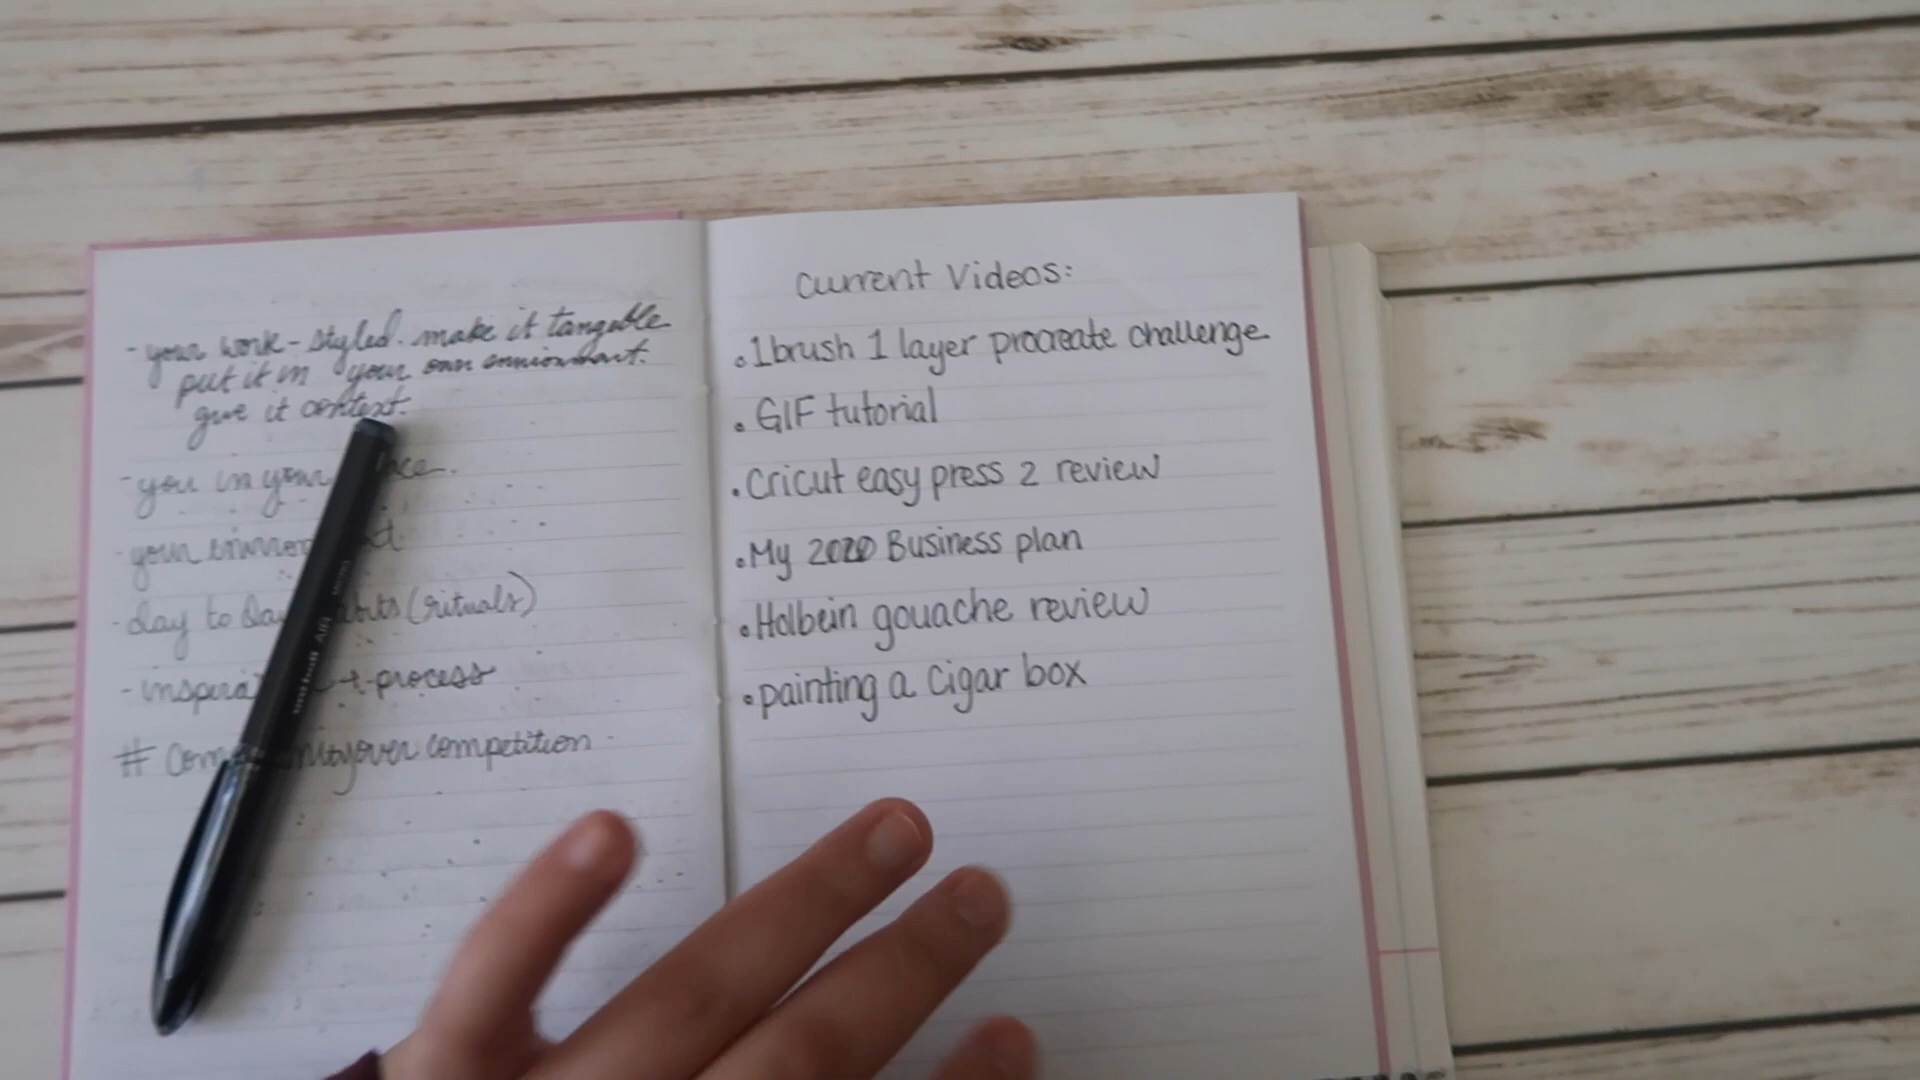 - your work - styled. make it tangible
put it in your own environment.
give it context.
- you in your
- your
- day to day (rituals)
- + process
# over competition
Current Videos:
• 1 brush 1 layer procreate challenge
• GIF tutorial
• Cricut easy press 2 review
• My 2020 Business plan
• Holbein gouache review
• painting a cigar box
uniball